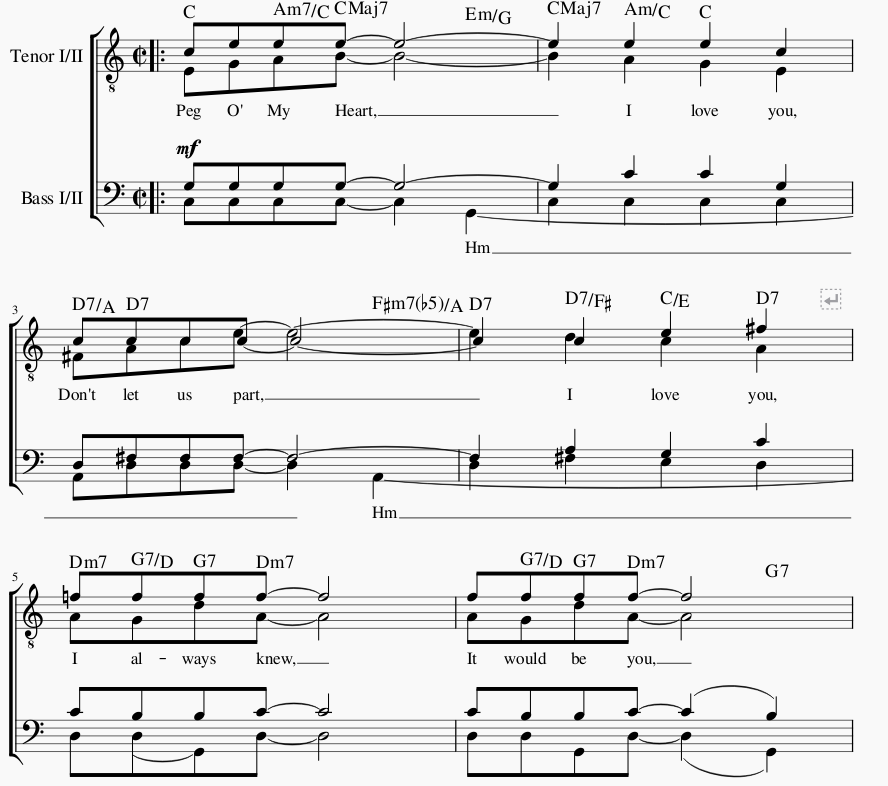 C Am7/C CMaj7 Em/G CMaj7 Am/C C
Tenor I/II
8
Peg O' My Heart, I love you,
mf
Bass I/II
Hm
3 D7/A D7 F♯m7(♭5)/A D7 D7/F♯ C/E D7
8
Don't let us part, I love you,
Hm
5 Dm7 G7/D G7 Dm7 G7/D G7 Dm7 G7
8
I al - ways knew, It would be you,